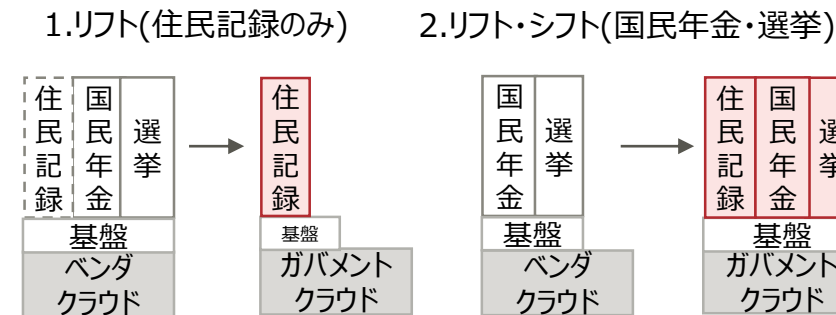 1.リフト(住民記録のみ)
2.リフト・シフト(国民年金・選挙)
住民記録
国民年金
選挙
基盤
ベンダ
クラウド
住民記録
基盤
ガバメント
クラウド
国民年金
選挙
基盤
ベンダ
クラウド
住民記録
国民年金
選挙
基盤
ガバメント
クラウド